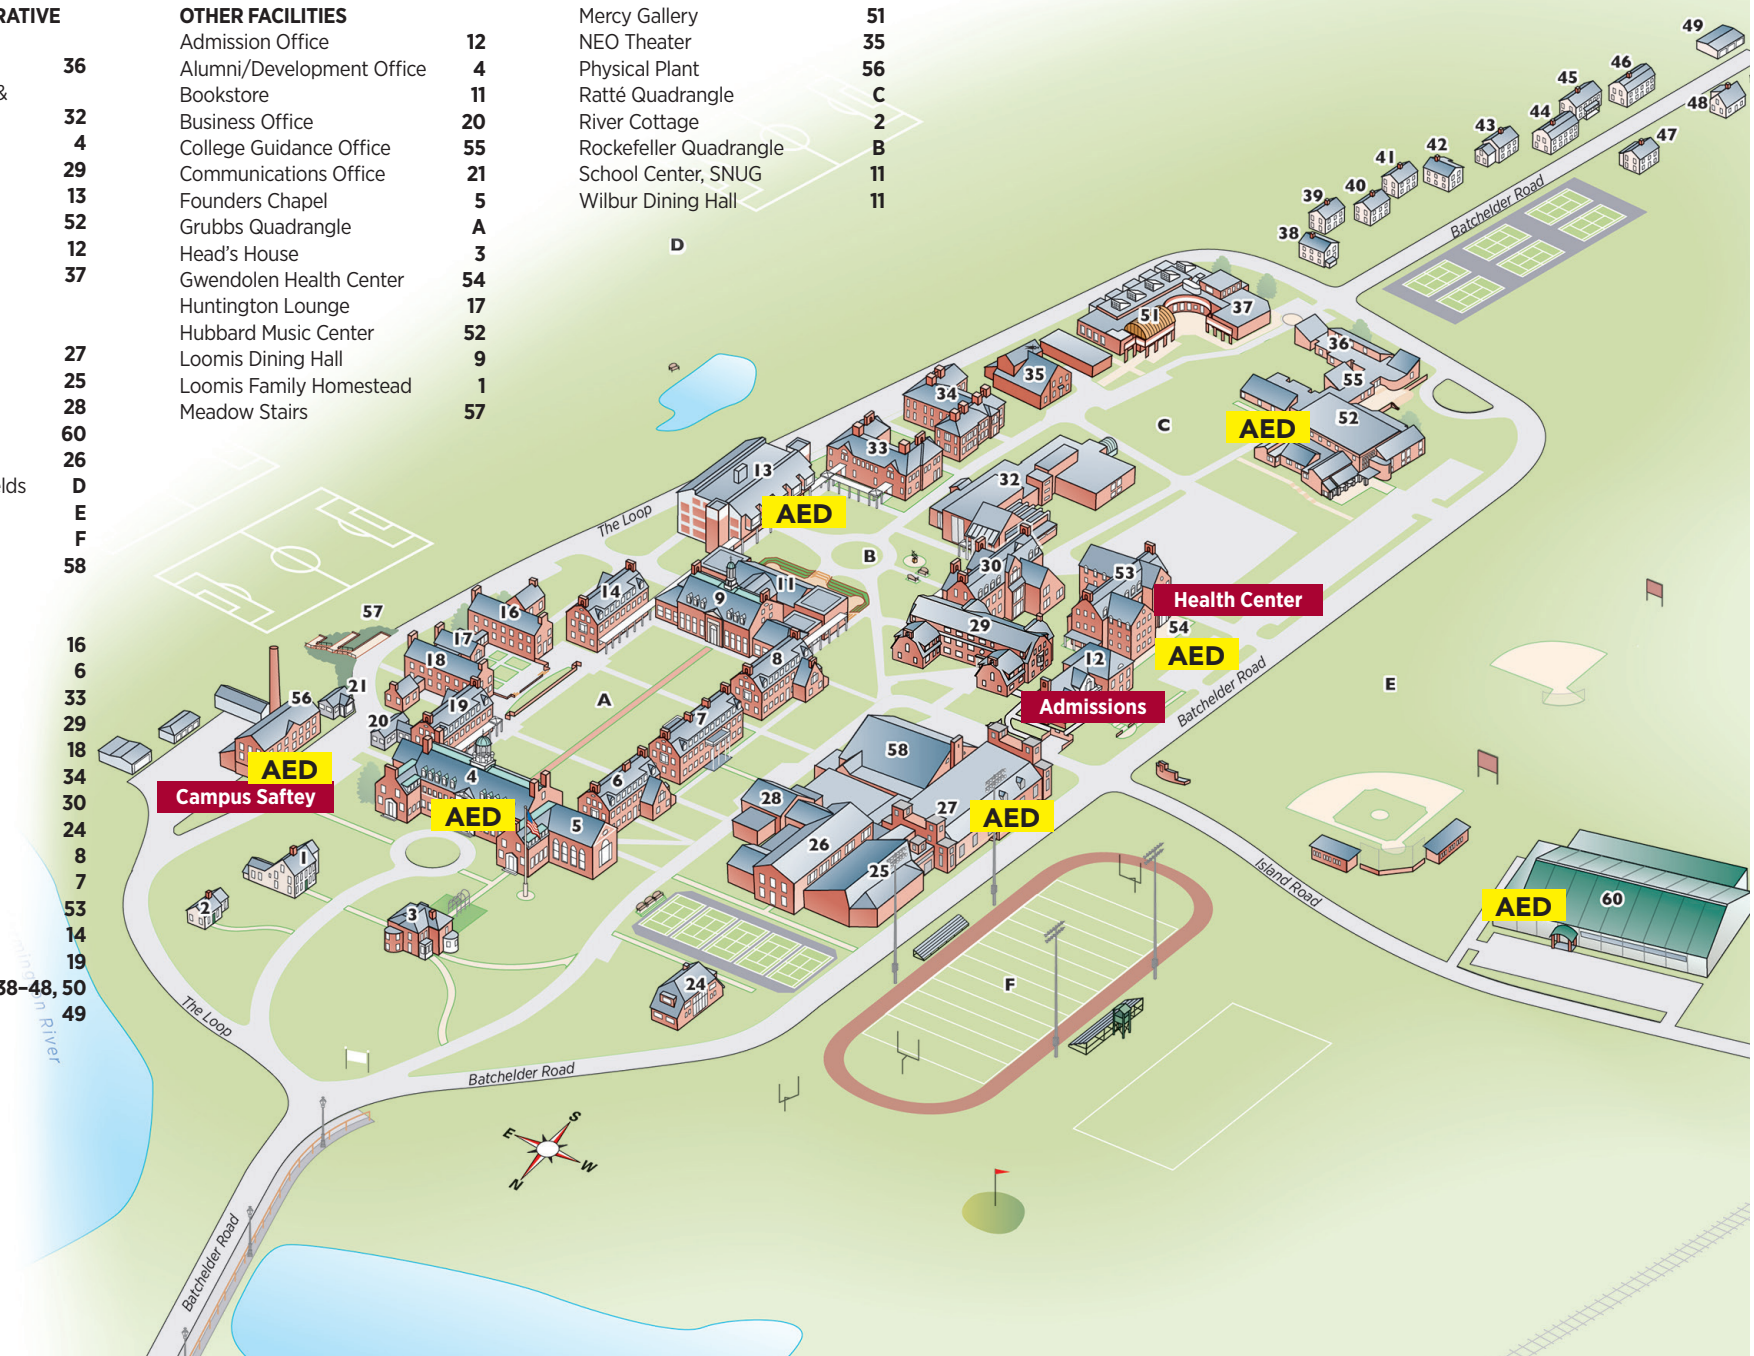 RATIVE
36
&
32
4
29
13
52
12
37
27
25
28
60
26
elds D
E
F
58
16
6
33
29
18
34
30
24
8
7
53
14
19
38–48, 50
49
OTHER FACILITIES
Admission Office 12
Alumni/Development Office 4
Bookstore 11
Business Office 20
College Guidance Office 55
Communications Office 21
Founders Chapel 5
Grubbs Quadrangle A
Head's House 3
Gwendolen Health Center 54
Huntington Lounge 17
Hubbard Music Center 52
Loomis Dining Hall 9
Loomis Family Homestead 1
Meadow Stairs 57
Mercy Gallery 51
NEO Theater 35
Physical Plant 56
Ratté Quadrangle C
River Cottage 2
Rockefeller Quadrangle B
School Center, SNUG 11
Wilbur Dining Hall 11
49
46
45
48
44
43
47
42
41
40
39
38
Batchelder Road
D
51
37
36
55
35
34
52
C
AED
33
13
32
AED
The Loop
B
30
53
11
14
9
Health Center
16
57
29
54
17
AED
18
8
12
21
E
56
A
19
Admissions
Batchelder Road
20
7
58
AED
4
6
Campus Saftey
28
27
AED
5
AED
26
1
25
Island Road
60
AED
2
3
24
F
The Loop
Farmington River
Batchelder Road
S
E
W
N
Batchelder Road